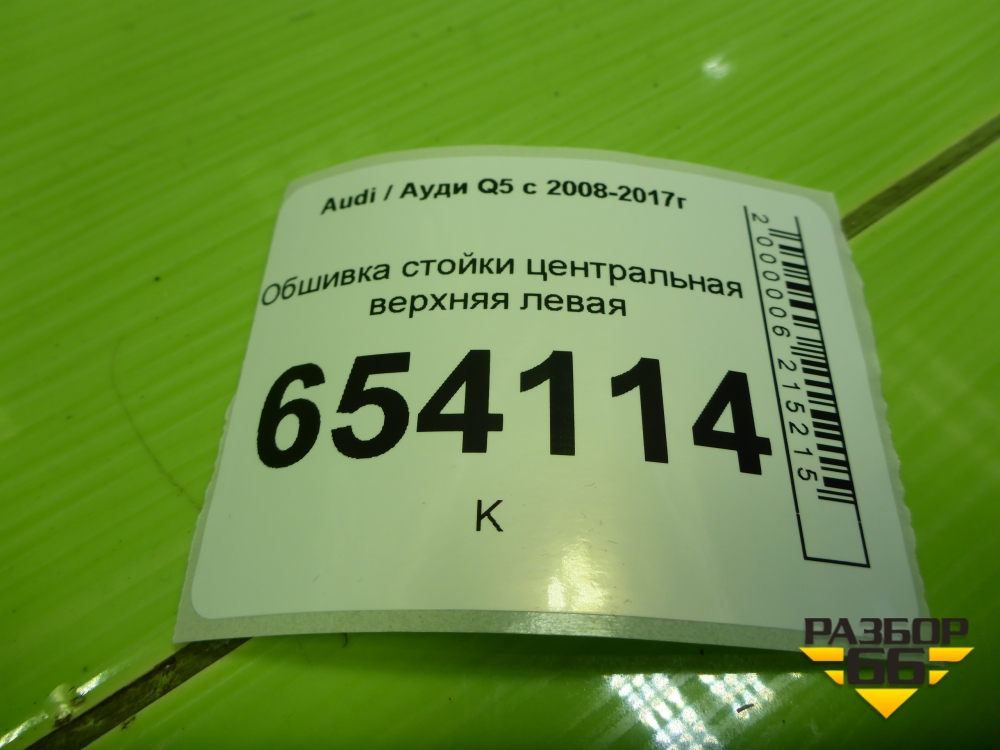 Audi / Ауди Q5 с 2008-2017г
Обшивка стойки центральная
верхняя левая
654114
К
2000006215215
РАЗБОР
66